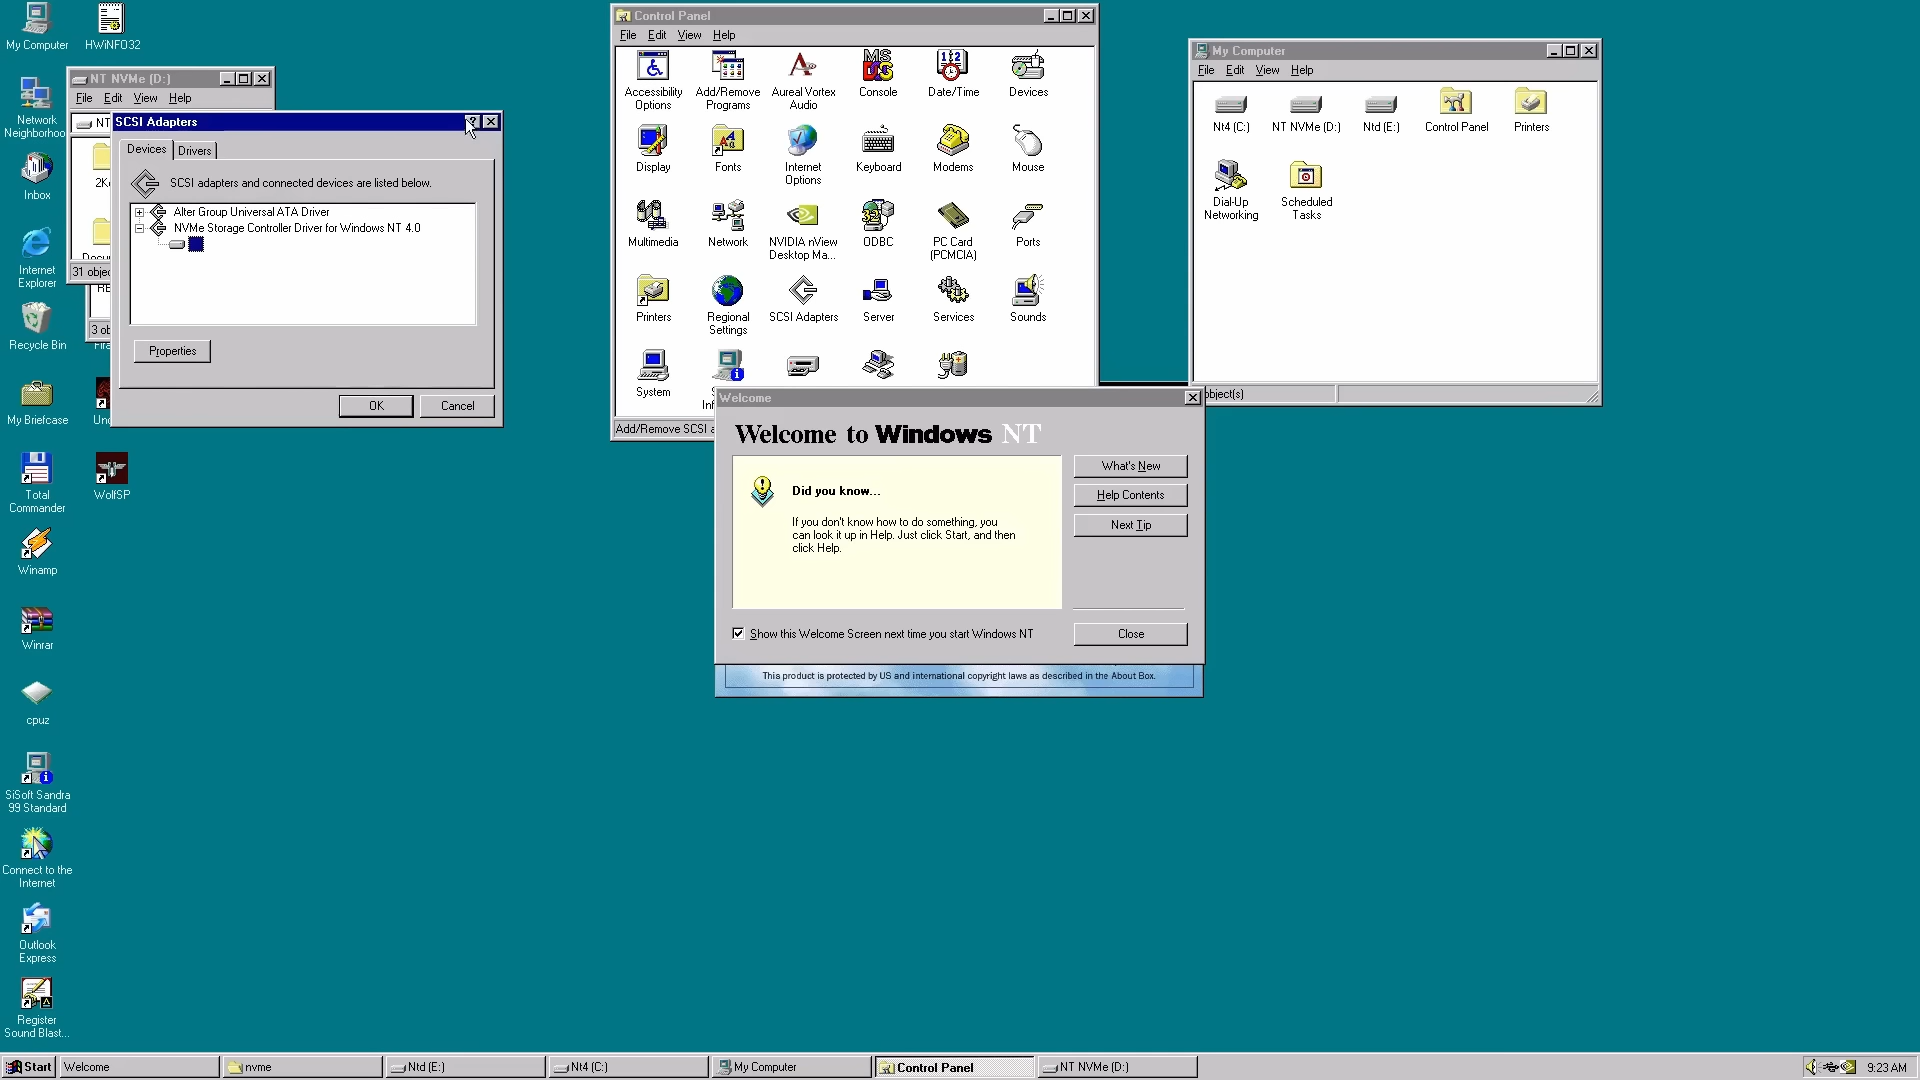 My Computer
HWiNFO32
Network
Neighborhoo
Inbox
Internet
Explorer
Recycle Bin
My Briefcase
Total
Commander
WolfSP
Winamp
Winrar
cpuz
SiSoft Sandra
99 Standard
Connect to the
Internet
Outlook
Express
Register
Sound Blast...
NT NVMe (D:)
File Edit View Help
NT
31 objec
3 ob
SCSI Adapters
Devices Drivers
SCSI adapters and connected devices are listed below.
Alter Group Universal ATA Driver
NVMe Storage Controller Driver for Windows NT 4.0
Properties
OK Cancel
Control Panel
File Edit View Help
Accessibility
Options
Add/Remove
Programs
Aureal Vortex
Audio
Console
MS
DOS
Date/Time
Devices
Display
Fonts
Internet
Options
Keyboard
Modems
Mouse
Multimedia
Network
NVIDIA nView
Desktop Ma...
ODBC
PC Card
(PCMCIA)
Ports
Printers
Regional
Settings
SCSI Adapters
Server
Services
Sounds
System
Add/Remove SCSI a
My Computer
File Edit View Help
Nt4 (C:)
NT NVMe (D:)
Ntd (E:)
Control Panel
Printers
Dial-Up
Networking
Scheduled
Tasks
object(s)
Welcome
Welcome to Windows NT
Did you know...
If you don't know how to do something, you
can look it up in Help. Just click Start, and then
click Help.
What's New
Help Contents
Next Tip
Show this Welcome Screen next time you start Windows NT
Close
This product is protected by US and international copyright laws as described in the About Box.
Start Welcome nvme Ntd (E:) Nt4 (C:) My Computer Control Panel NT NVMe (D:) 9:23 AM